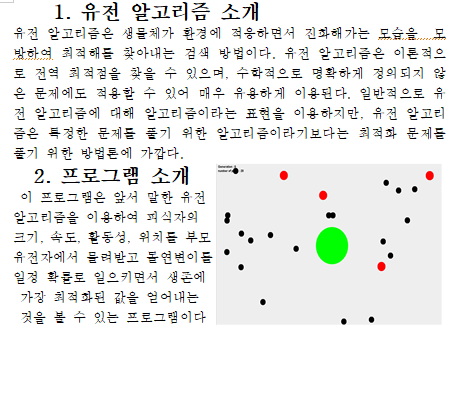 1. 유전 알고리즘 소개
유전 알고리즘은 생물체가 환경에 적응하면서 진화해가는 모습을 모
방하여 최적해를 찾아내는 검색 방법이다. 유전 알고리즘은 이론적으
로 전역 최적점을 찾을 수 있으며, 수학적으로 명확하게 정의되지 않
은 문제에도 적용할 수 있어 매우 유용하게 이용된다. 일반적으로 유
전 알고리즘에 대해 알고리즘이라는 표현을 이용하지만, 유전 알고리
즘은 특정한 문제를 풀기 위한 알고리즘이라기보다는 최적화 문제를
풀기 위한 방법론에 가깝다.
2. 프로그램 소개
이 프로그램은 앞서 말한 유전
알고리즘을 이용하여 피식자의
크기, 속도, 활동성, 위치를 부모
유전자에서 물려받고 돌연변이를
일정 확률로 일으키면서 생존에
가장 최적화된 값을 얻어내는
것을 볼 수 있는 프로그램이다